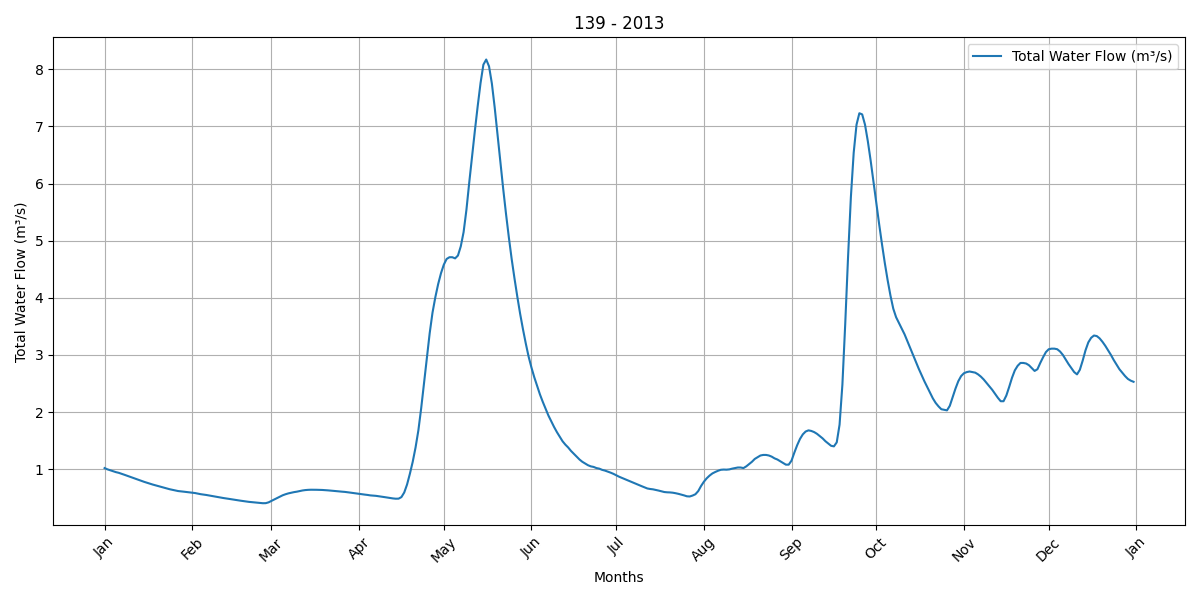 139 - 2013
Total Water Flow (m³/s)
Total Water Flow (m³/s)
8
7
6
5
4
3
2
1
Jan Feb Mar Apr May Jun Jul Aug Sep Oct Nov Dec Jan
Months